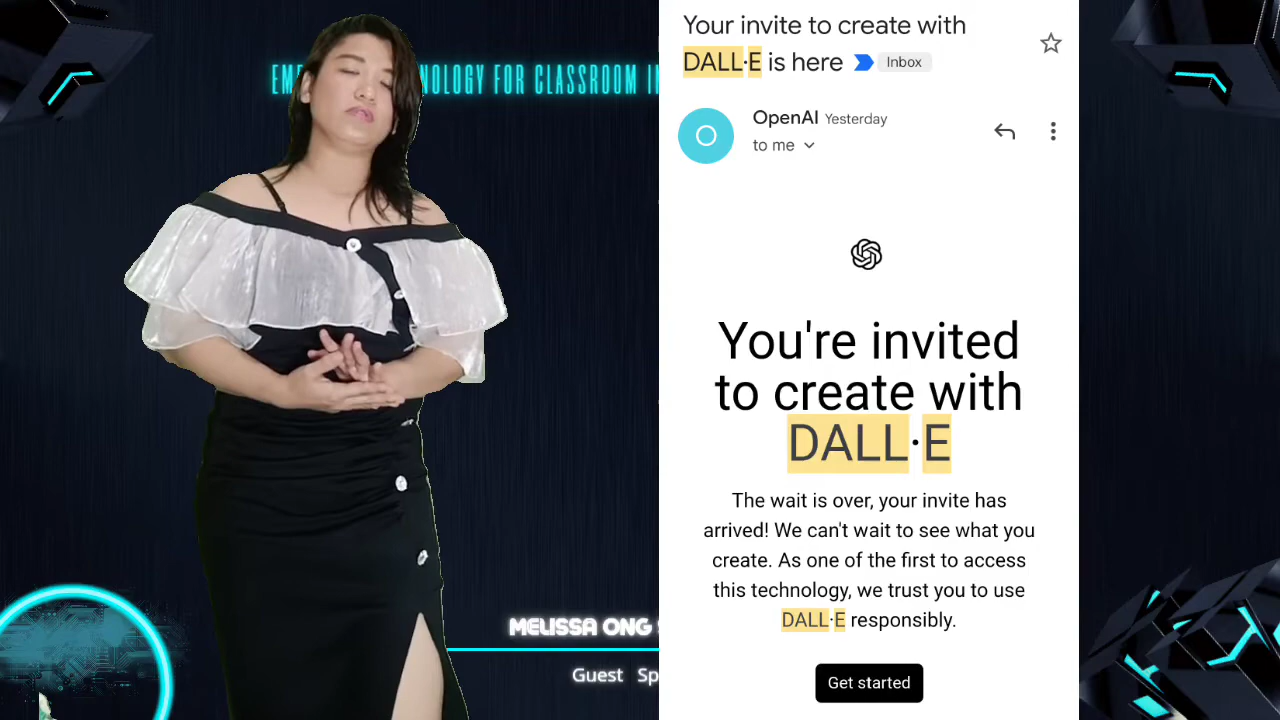 NOLOGY FOR CLASSROOM
Your invite to create with
DALL·E is here
Inbox
O
OpenAI Yesterday
to me
You're invited
to create with
DALL·E
The wait is over, your invite has
arrived! We can't wait to see what you
create. As one of the first to access
this technology, we trust you to use
DALL·E responsibly.
Get started
MELISSA ONG
Guest Sp